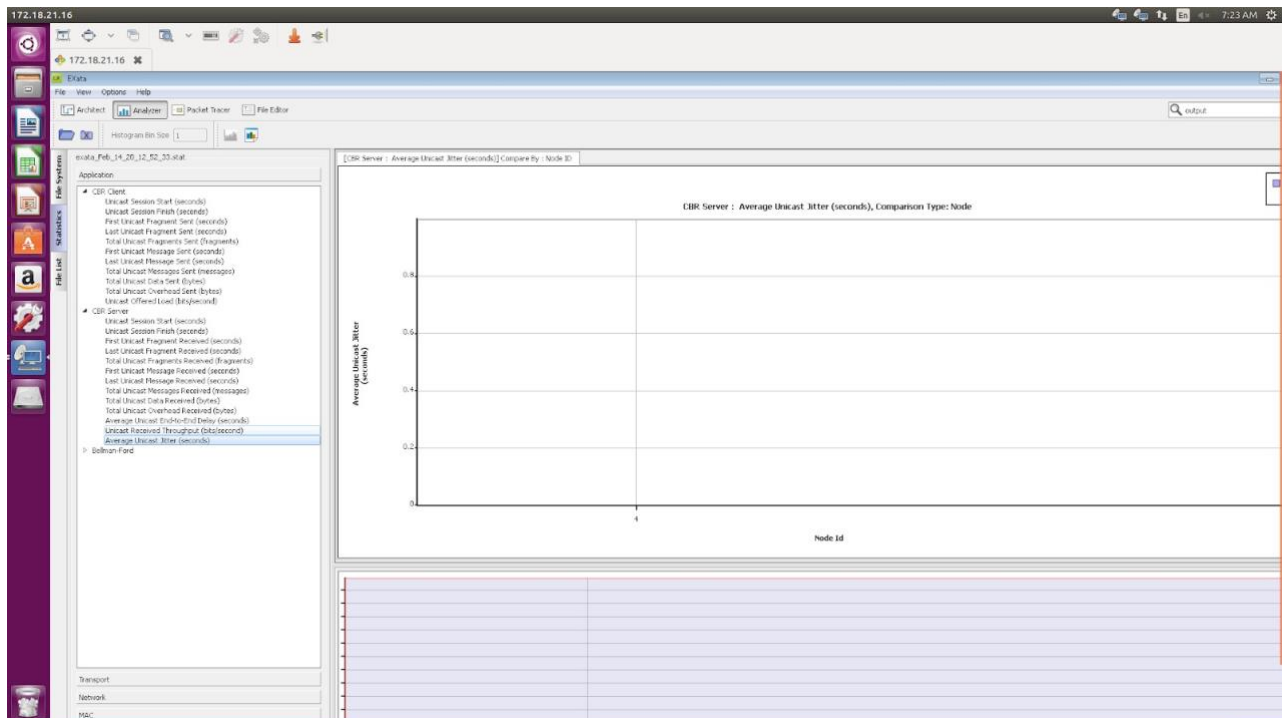 172.18.21.16
En
7:23 AM
172.18.21.16
EXata
File View Options Help
Architect Analyzer Packet Tracer File Editor
output
Histogram Bin Size 1
File System
Statistics
File List
exata_Feb_14_20_12_52_33.stat
Application
CBR Client
Unicast Session Start (seconds)
Unicast Session Finish (seconds)
First Unicast Fragment Sent (seconds)
Last Unicast Fragment Sent (seconds)
Total Unicast Fragments Sent (fragments)
First Unicast Message Sent (seconds)
Last Unicast Message Sent (seconds)
Total Unicast Messages Sent (messages)
Total Unicast Data Sent (bytes)
Total Unicast Overhead Sent (bytes)
Unicast Offered Load (bits/second)
CBR Server
Unicast Session Start (seconds)
Unicast Session Finish (seconds)
First Unicast Fragment Received (seconds)
Last Unicast Fragment Received (seconds)
Total Unicast Fragments Received (fragments)
First Unicast Message Received (seconds)
Last Unicast Message Received (seconds)
Total Unicast Messages Received (messages)
Total Unicast Data Received (bytes)
Total Unicast Overhead Received (bytes)
Average Unicast End-to-End Delay (seconds)
Unicast Received Throughput (bits/second)
Average Unicast Jitter (seconds)
Bellman-Ford
Transport
Network
MAC
[CBR Server : Average Unicast Jitter (seconds)] Compare By : Node ID
CBR Server : Average Unicast Jitter (seconds), Comparison Type: Node
Average Unicast Jitter
(seconds)
0.8
0.6
0.4
0.2
0
4
Node Id